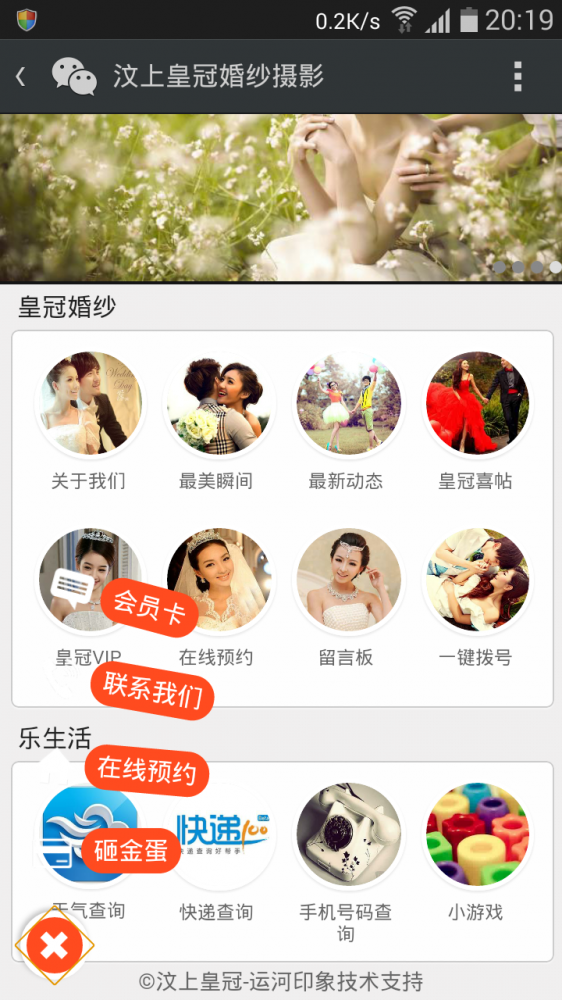 0.2K/s 20:19
汶上皇冠婚纱摄影
皇冠婚纱
关于我们
最美瞬间
最新动态
皇冠喜帖
会员卡
皇冠VIP
在线预约
留言板
一键拨号
联系我们
乐生活
在线预约
快递100
砸金蛋
天气查询
快递查询
手机号码查
询
小游戏
©汶上皇冠-运河印象技术支持